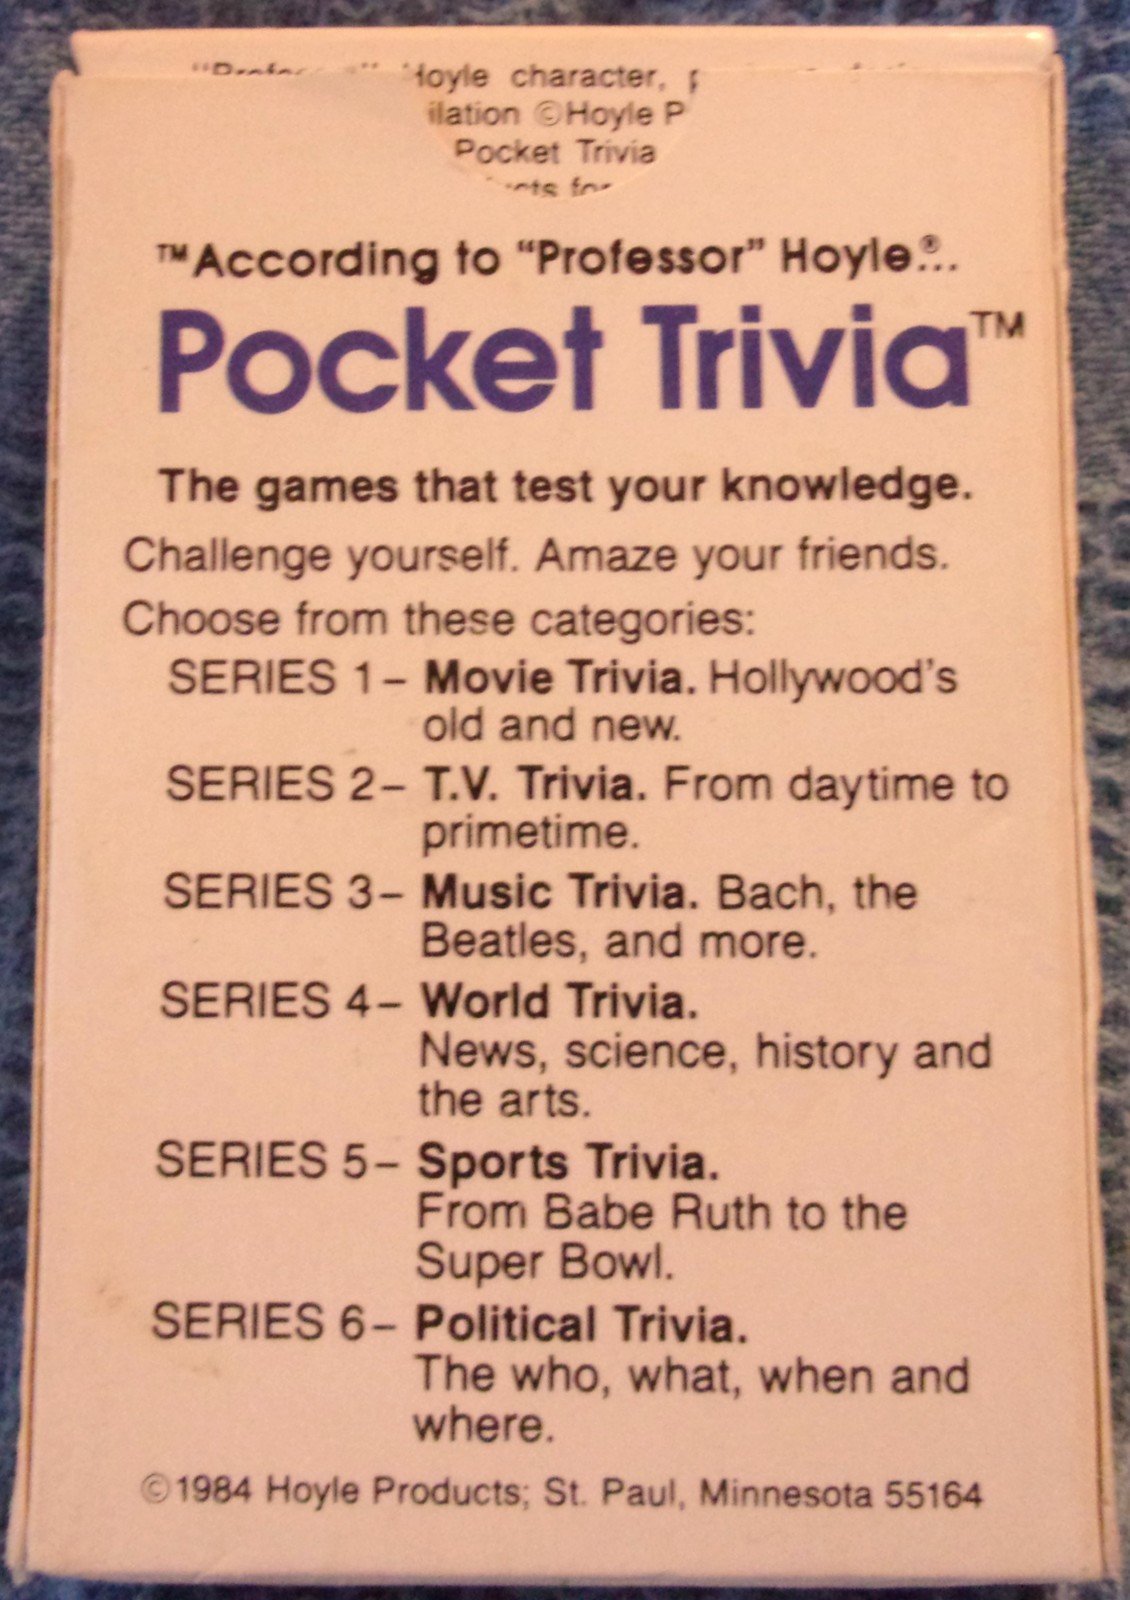 Hoyle character,
©Hoyle
Pocket Trivia
™According to "Professor" Hoyle®...
Pocket Trivia™
The games that test your knowledge.
Challenge yourself. Amaze your friends.
Choose from these categories:
SERIES 1– Movie Trivia. Hollywood's
old and new.
SERIES 2– T.V. Trivia. From daytime to
primetime.
SERIES 3– Music Trivia. Bach, the
Beatles, and more.
SERIES 4– World Trivia.
News, science, history and
the arts.
SERIES 5– Sports Trivia.
From Babe Ruth to the
Super Bowl.
SERIES 6– Political Trivia.
The who, what, when and
where.
©1984 Hoyle Products; St. Paul, Minnesota 55164